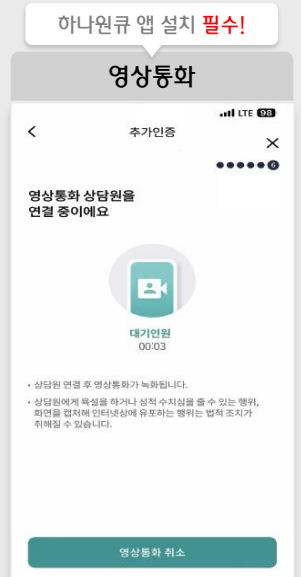 하나원큐 앱 설치 필수!
영상통화
LTE 98
추가인증
6
영상통화 상담원을
연결 중이에요
대기인원
00:03
• 상담원 연결 후 영상통화가 녹화됩니다.
• 상담원에게 욕설을 하거나 성적 수치심을 줄 수 있는 행위,
화면을 캡처해 인터넷상에 유포하는 행위는 법적 조치가
취해질 수 있습니다.
영상통화 취소